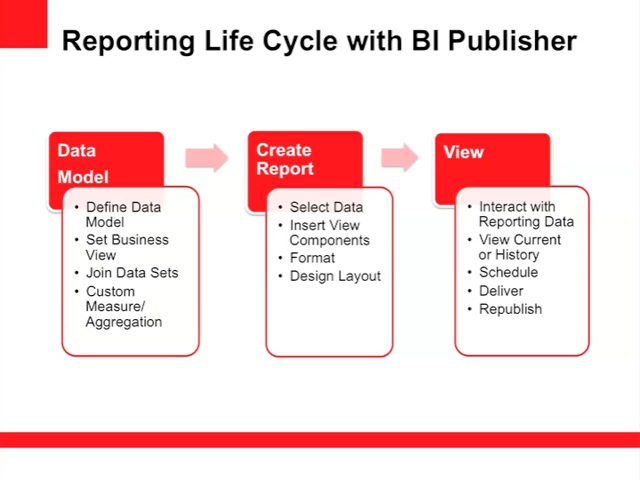 Reporting Life Cycle with BI Publisher
Data
Model
• Define Data
Model
• Set Business
View
• Join Data Sets
• Custom
Measure/
Aggregation
Create
Report
• Select Data
• Insert View
Components
• Format
• Design Layout
View
• Interact with
Reporting Data
• View Current
or History
• Schedule
• Deliver
• Republish